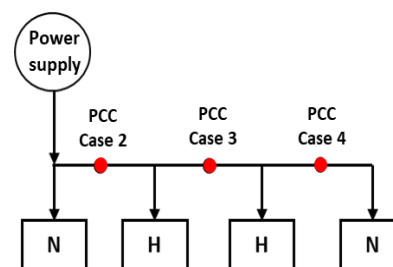 Power
supply
PCC
Case 2
PCC
Case 3
PCC
Case 4
N
H
H
N